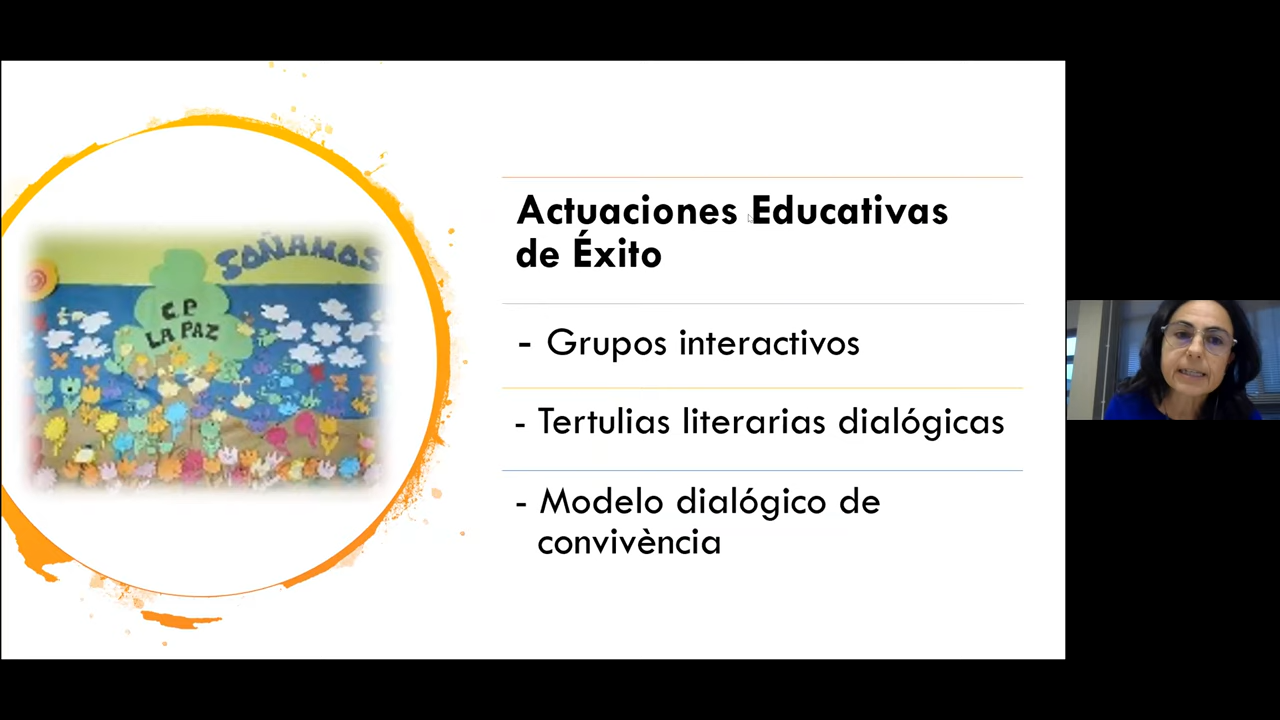 SOÑAMOS
C.P
LA PAZ
Actuaciones Educativas
de Éxito
- Grupos interactivos
- Tertulias literarias dialógicas
- Modelo dialógico de
convivència